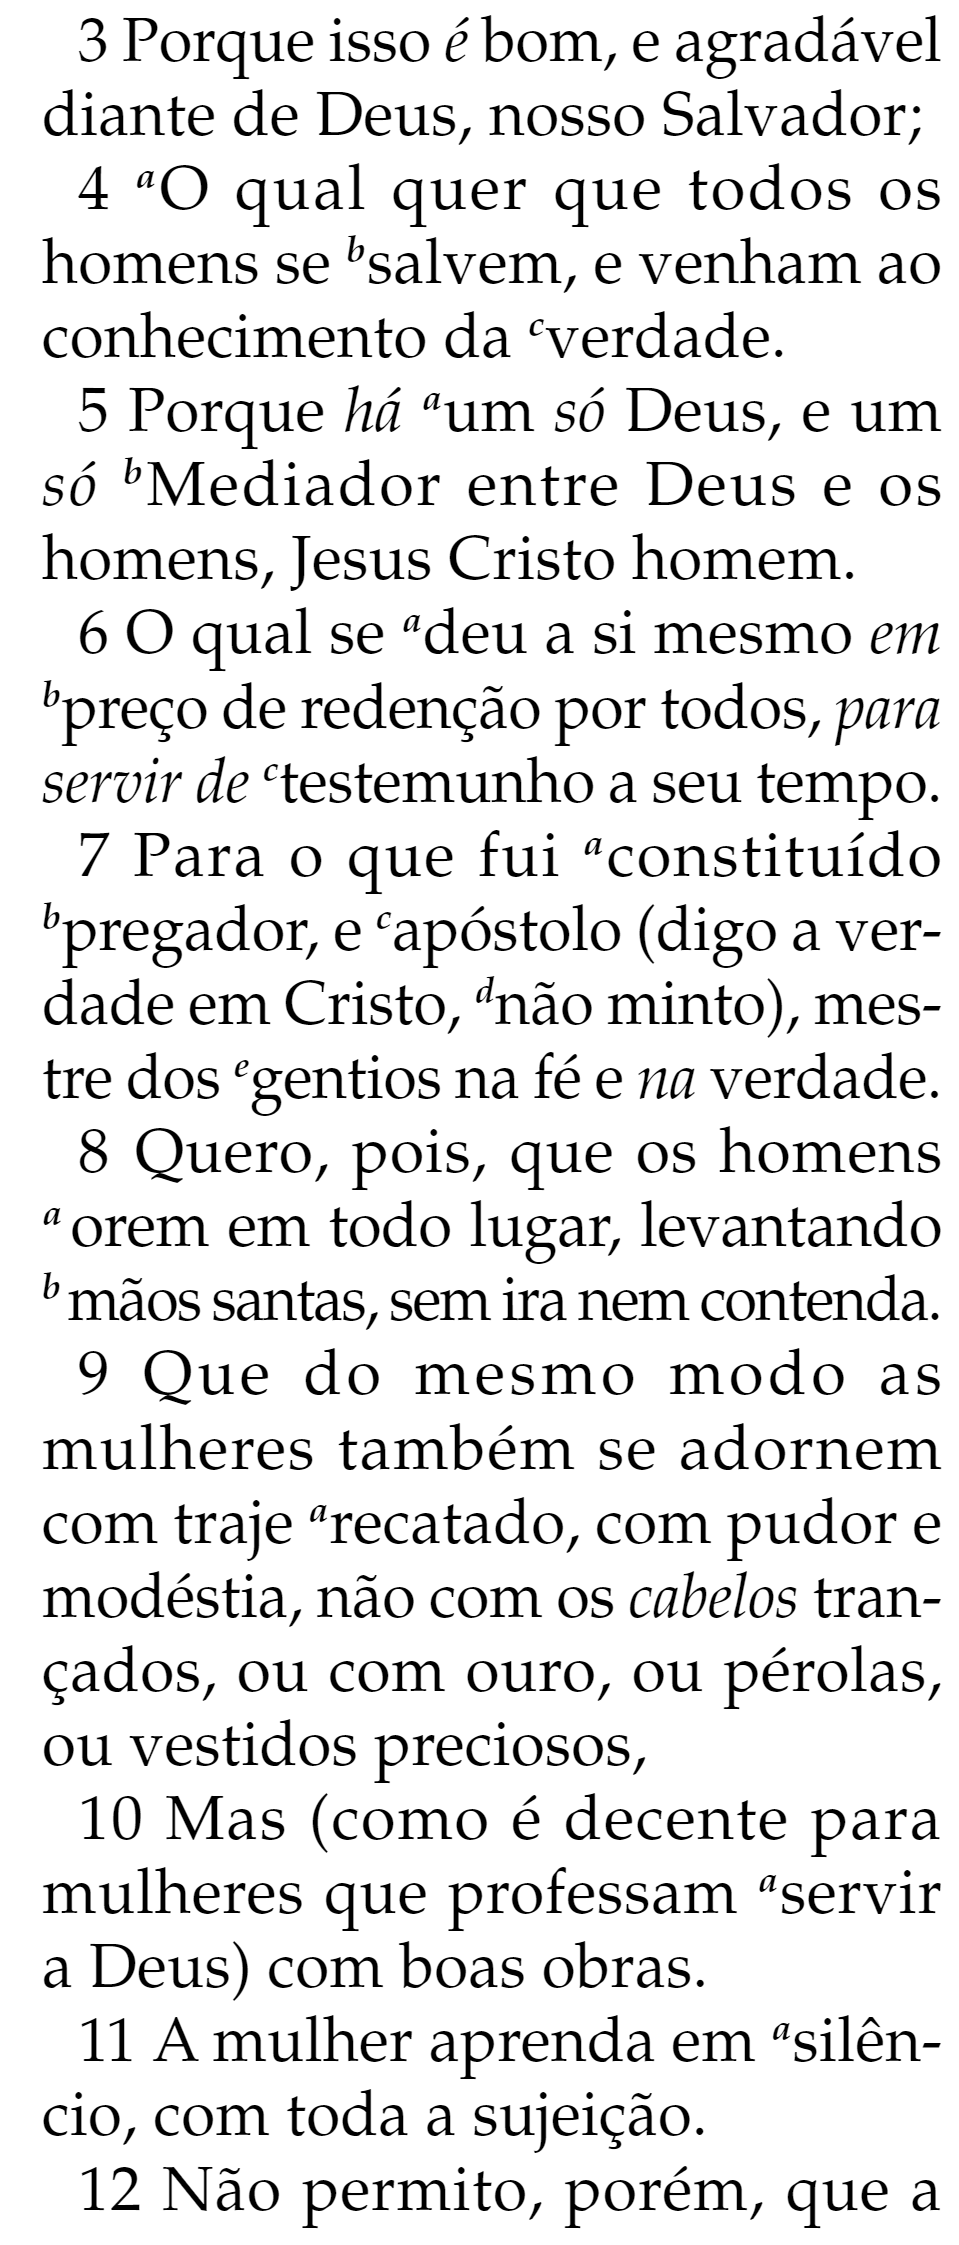 3 Porque isso é bom, e agradável
diante de Deus, nosso Salvador;
4 ᵃO qual quer que todos os
homens se ᵇsalvem, e venham ao
conhecimento da ᶜverdade.
5 Porque há ᵃum só Deus, e um
só ᵇMediador entre Deus e os
homens, Jesus Cristo homem.
6 O qual se ᵃdeu a si mesmo em
ᵇpreço de redenção por todos, para
servir de ᶜtestemunho a seu tempo.
7 Para o que fui ᵃconstituído
ᵇpregador, e ᶜapóstolo (digo a ver-
dade em Cristo, ᵈnão minto), mes-
tre dos ᵉgentios na fé e na verdade.
8 Quero, pois, que os homens
ᵃ orem em todo lugar, levantando
ᵇ mãos santas, sem ira nem contenda.
9 Que do mesmo modo as
mulheres também se adornem
com traje ᵃrecatado, com pudor e
modéstia, não com os cabelos tran-
çados, ou com ouro, ou pérolas,
ou vestidos preciosos,
10 Mas (como é decente para
mulheres que professam ᵃservir
a Deus) com boas obras.
11 A mulher aprenda em ᵃsilên-
cio, com toda a sujeição.
12 Não permito, porém, que a